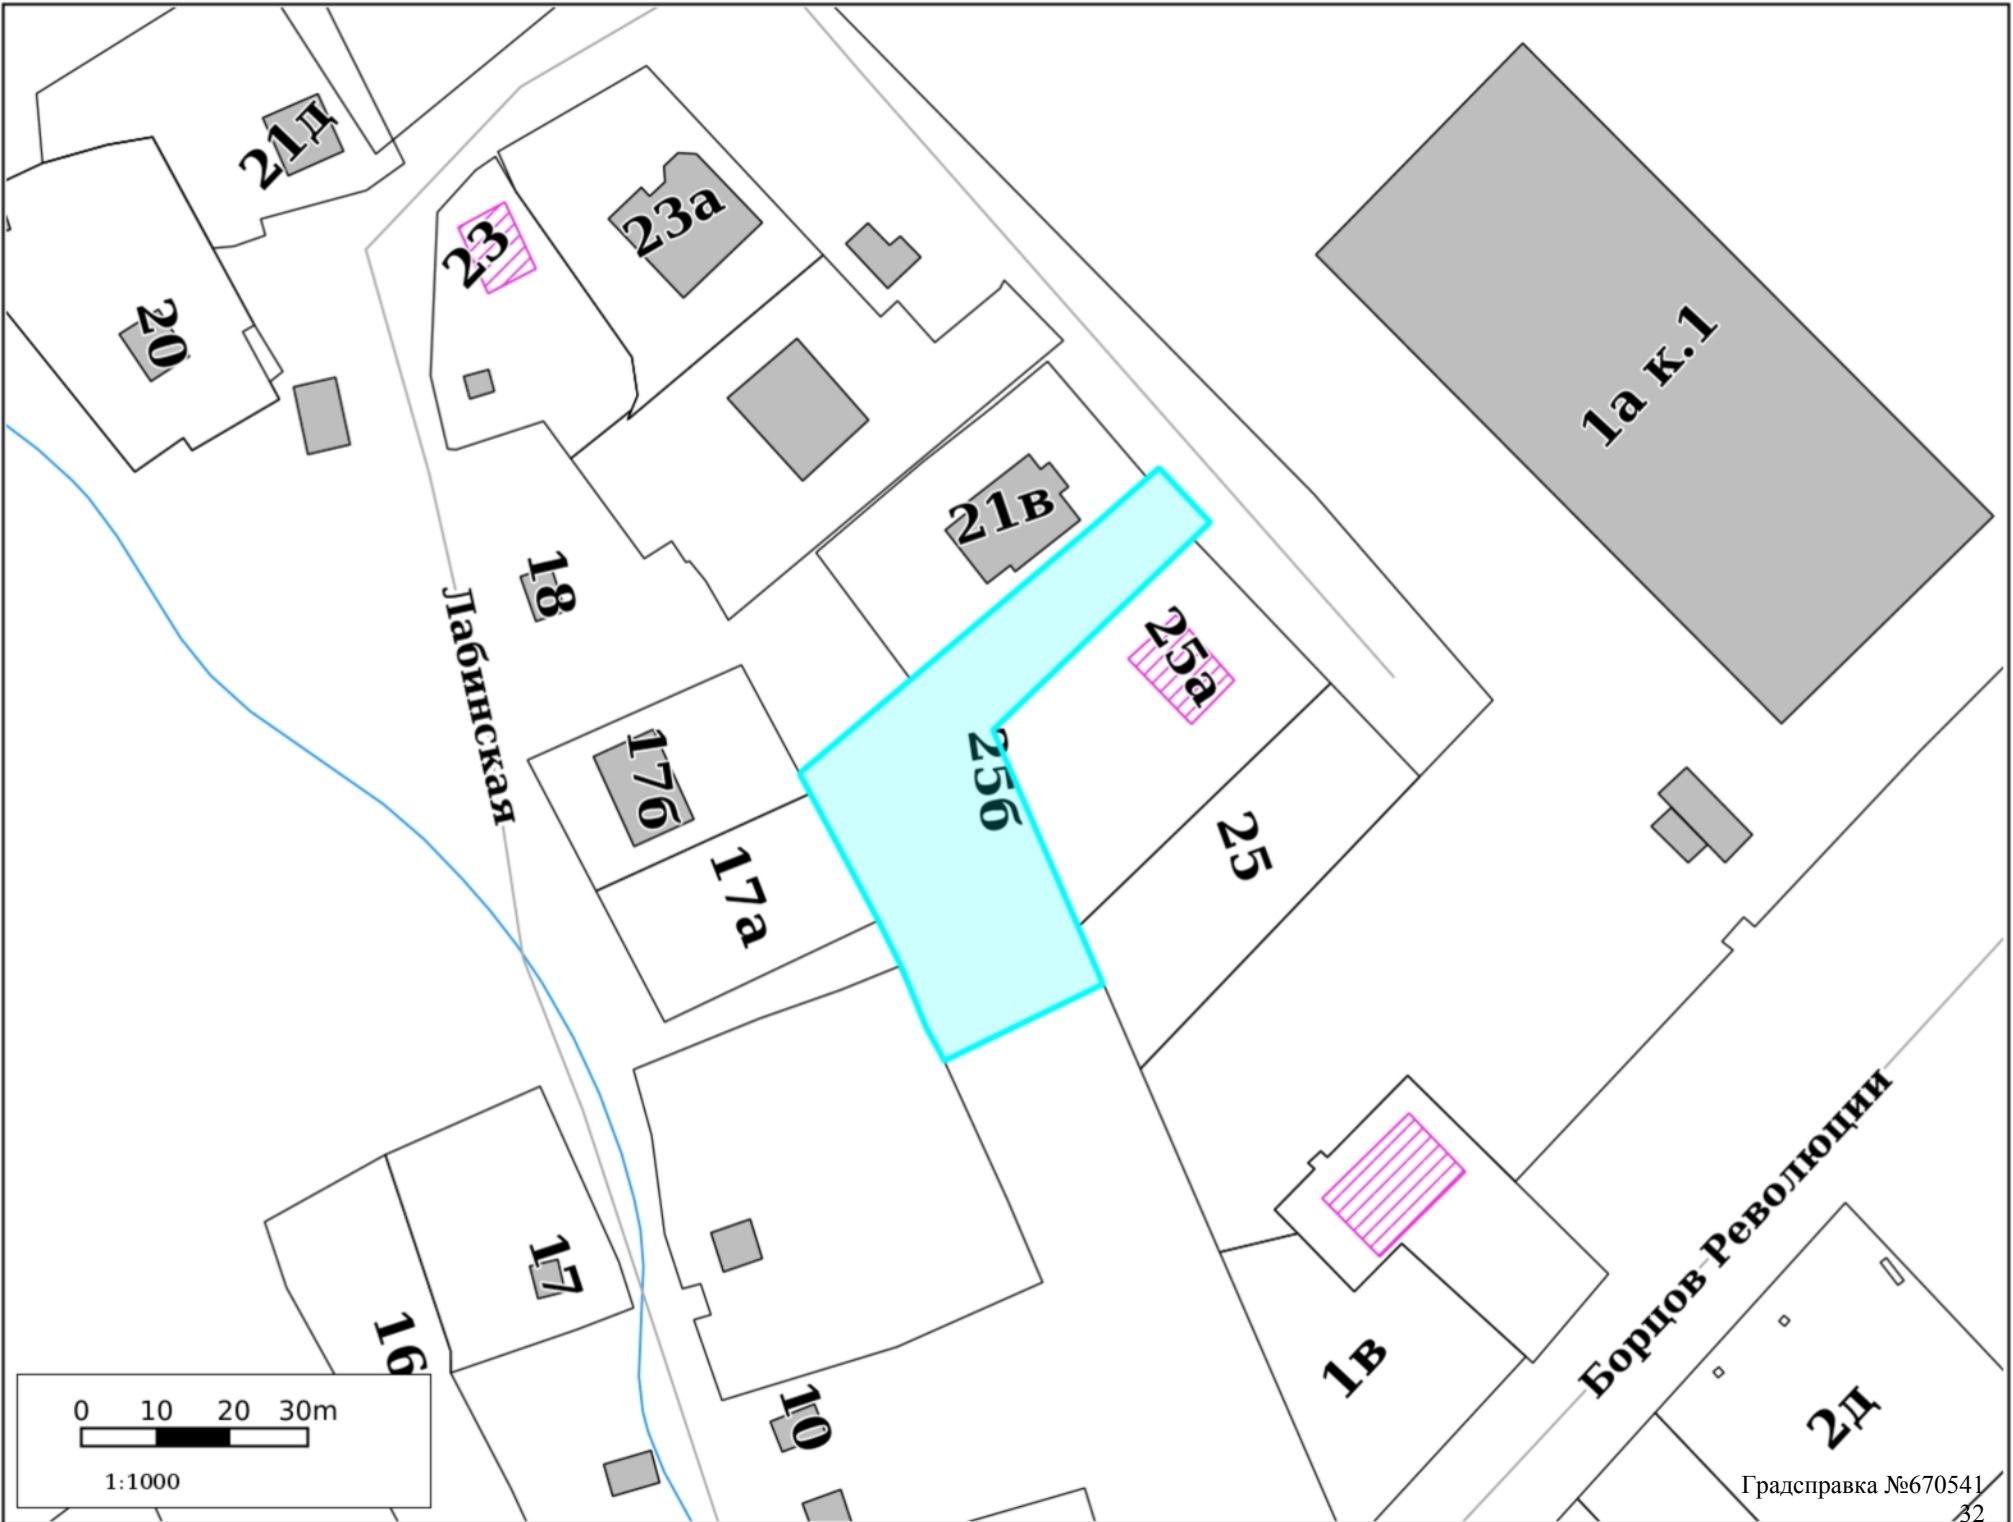 21д
23а
23
20
1а к.1
21в
18
Лабинская
25а
17б
25б
25
17а
17
16
1в
Борцов Революции
2д
10
0 10 20 30m
1:1000
Градсправка №670541
32